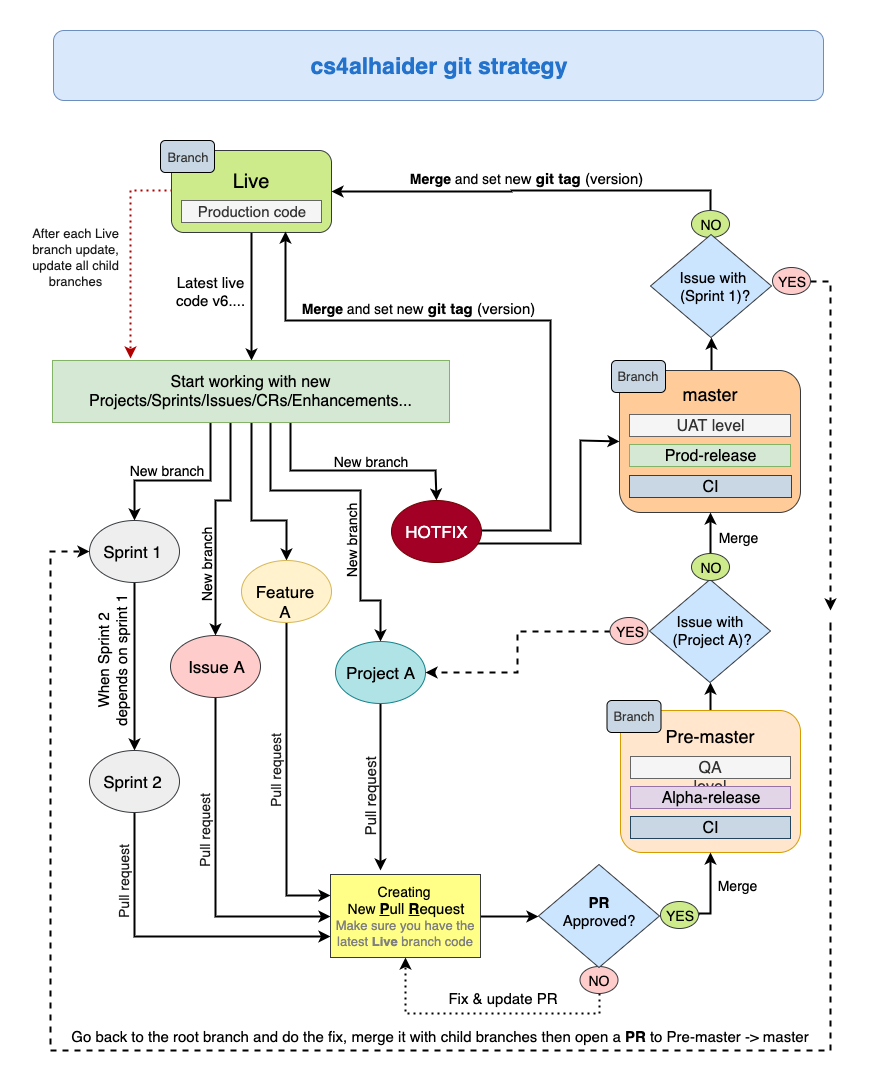 cs4alhaider git strategy
Branch
Live
Production code
Merge and set new git tag (version)
NO
Issue with
(Sprint 1)?
YES
After each Live
branch update,
update all child
branches
Latest live
code v6....
Merge and set new git tag (version)
Start working with new
Projects/Sprints/Issues/CRs/Enhancements...
Branch
master
UAT level
Prod-release
CI
New branch
New branch
New branch
New branch
HOTFIX
Merge
Sprint 1
Feature
A
NO
Issue with
(Project A)?
YES
When Sprint 2
depends on sprint 1
Issue A
Project A
Branch
Pre-master
QA
level
Alpha-release
CI
Sprint 2
Pull request
Pull request
Pull request
Pull request
Creating
New Pull Request
Make sure you have the
latest Live branch code
PR
Approved?
YES
Merge
NO
Fix & update PR
Go back to the root branch and do the fix, merge it with child branches then open a PR to Pre-master -> master